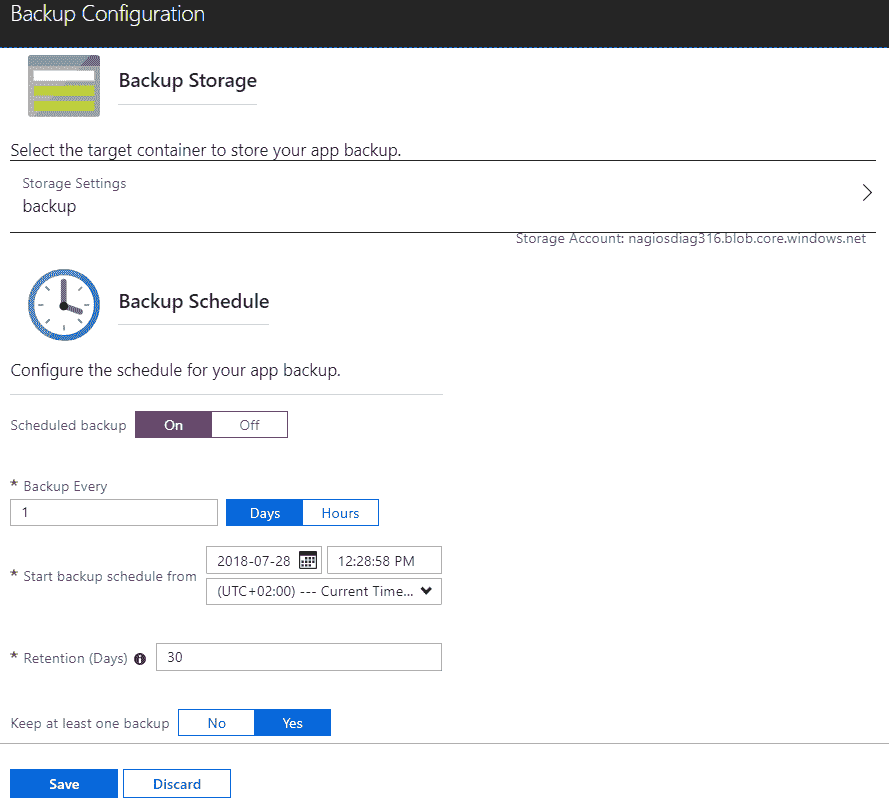 Backup Configuration
Backup Storage
Select the target container to store your app backup.
Storage Settings
backup
Storage Account: nagiosdiag316.blob.core.windows.net
Backup Schedule
Configure the schedule for your app backup.
Scheduled backup On Off
* Backup Every
1 Days Hours
2018-07-28 12:28:58 PM
* Start backup schedule from
(UTC+02:00) --- Current Time...
* Retention (Days) 30
Keep at least one backup No Yes
Save Discard